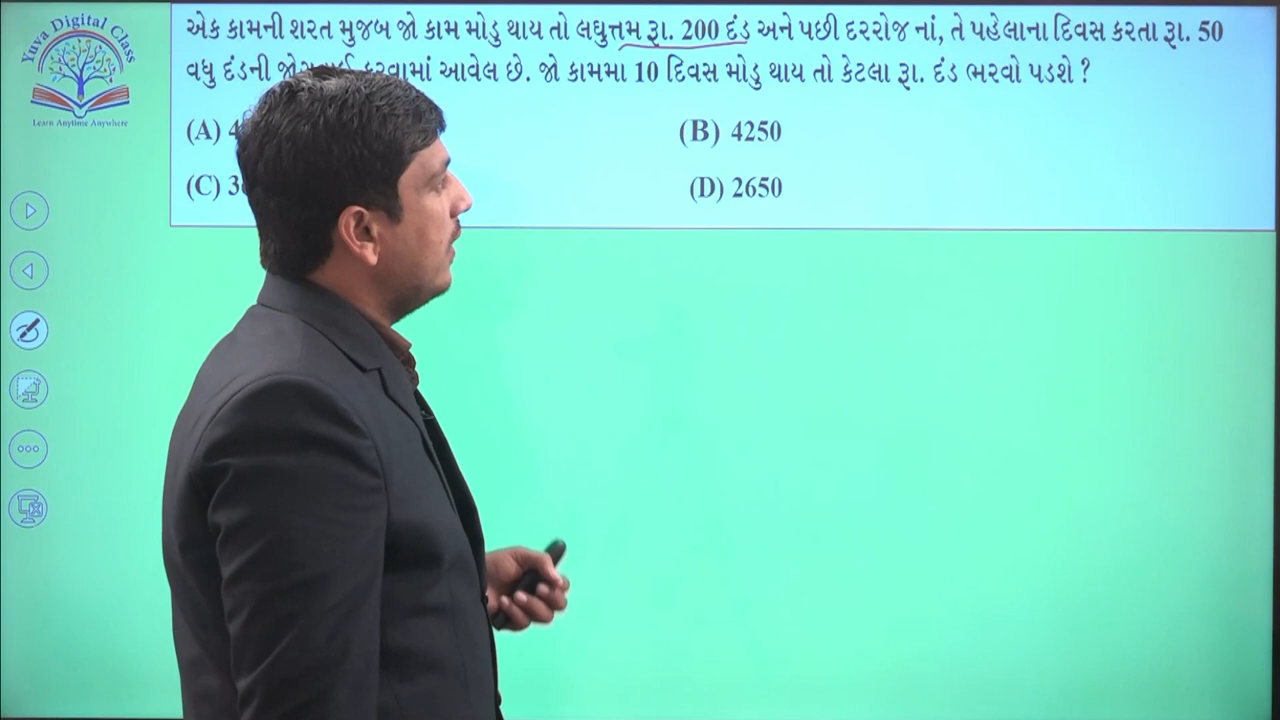 Yuva Digital Class
Learn Anytime Anywhere
એક કામની શરત મુજબ જો કામ મોડુ થાય તો લઘુત્તમ રૂા. 200 દંડ અને પછી દરરોજ નાં, તે પહેલાના દિવસ કરતા રૂા. 50
વધુ દંડની કરવામાં આવેલ છે. જો કામમા 10 દિવસ મોડુ થાય તો કેટલા રૂા. દંડ ભરવો પડશે ?
(A)
(B) 4250
(C)
(D) 2650